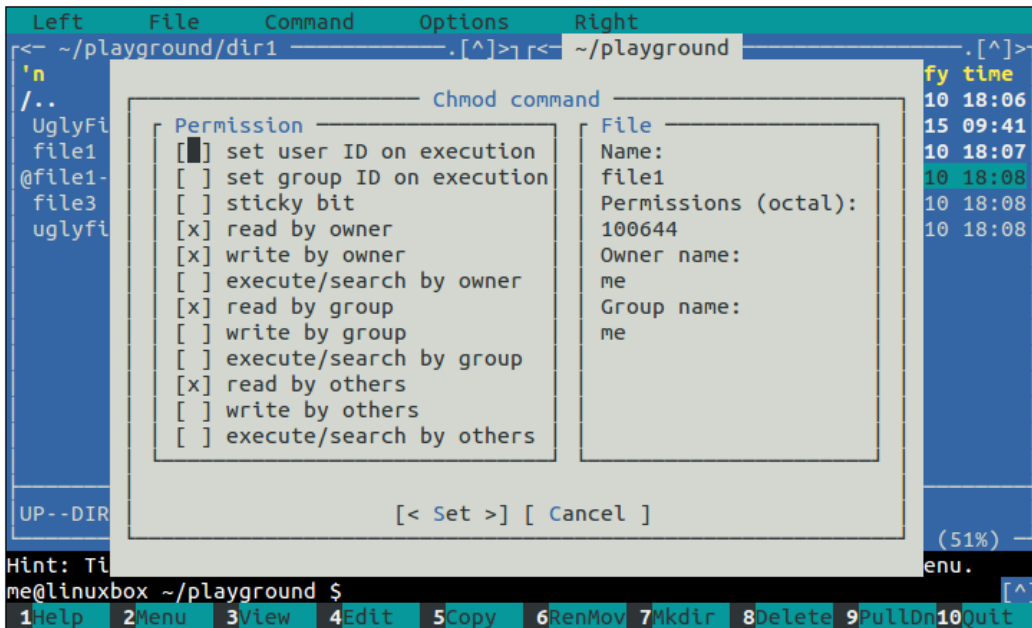 Left File Command Options Right
<─ ~/playground/dir1 ─.[^]> <─ ~/playground ─.[^]>
'n fy time
/.. 10 18:06
Chmod command
UglyFi Permission File 15 09:41
file1 [ ] set user ID on execution Name: 10 18:07
@file1- [ ] set group ID on execution file1 10 18:08
file3 [ ] sticky bit Permissions (octal): 10 18:08
uglyfi [x] read by owner 100644 10 18:08
[x] write by owner Owner name:
[ ] execute/search by owner me
[x] read by group Group name:
[ ] write by group me
[ ] execute/search by group
[x] read by others
[ ] write by others
[ ] execute/search by others
UP--DIR [< Set >] [ Cancel ]
(51%)
Hint: Ti enu.
me@linuxbox ~/playground $ [^]
1Help 2Menu 3View 4Edit 5Copy 6RenMov 7Mkdir 8Delete 9PullDn 10Quit